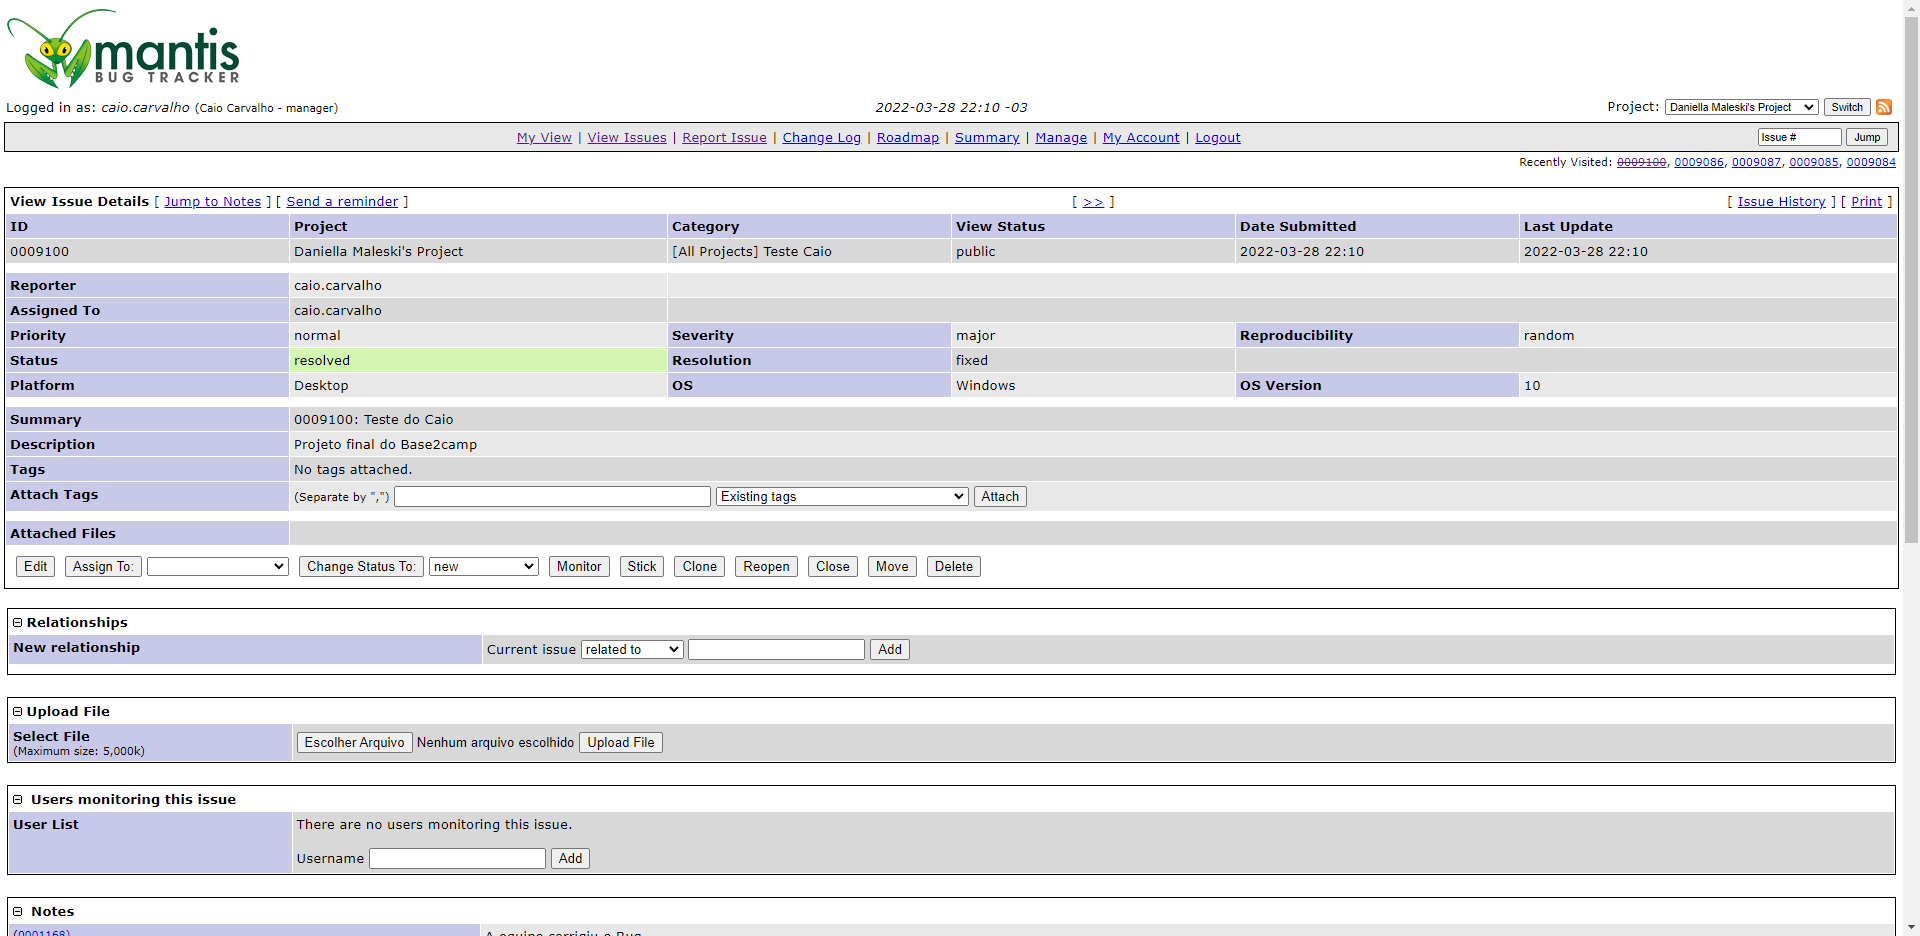 mantis
BUG TRACKER
Logged in as: caio.carvalho (Caio Carvalho - manager)
2022-03-28 22:10 -03
Project: Daniella Maleski's Project Switch
My View | View Issues | Report Issue | Change Log | Roadmap | Summary | Manage | My Account | Logout
Issue # Jump
Recently Visited: 0009100, 0009086, 0009087, 0009085, 0009084
View Issue Details [ Jump to Notes ] [ Send a reminder ] [ >> ] [ Issue History ] [ Print ]
ID Project Category View Status Date Submitted Last Update
0009100 Daniella Maleski's Project [All Projects] Teste Caio public 2022-03-28 22:10 2022-03-28 22:10
Reporter caio.carvalho
Assigned To caio.carvalho
Priority normal Severity major Reproducibility random
Status resolved Resolution fixed
Platform Desktop OS Windows OS Version 10
Summary 0009100: Teste do Caio
Description Projeto final do Base2camp
Tags No tags attached.
Attach Tags (Separate by ",") Existing tags Attach
Attached Files
Edit Assign To: Change Status To: new Monitor Stick Clone Reopen Close Move Delete
Relationships
New relationship Current issue related to Add
Upload File
Select File
(Maximum size: 5,000k)
Escolher Arquivo Nenhum arquivo escolhido Upload File
Users monitoring this issue
User List There are no users monitoring this issue.
Username Add
Notes
(0001168) A equipe corrigiu o Bug